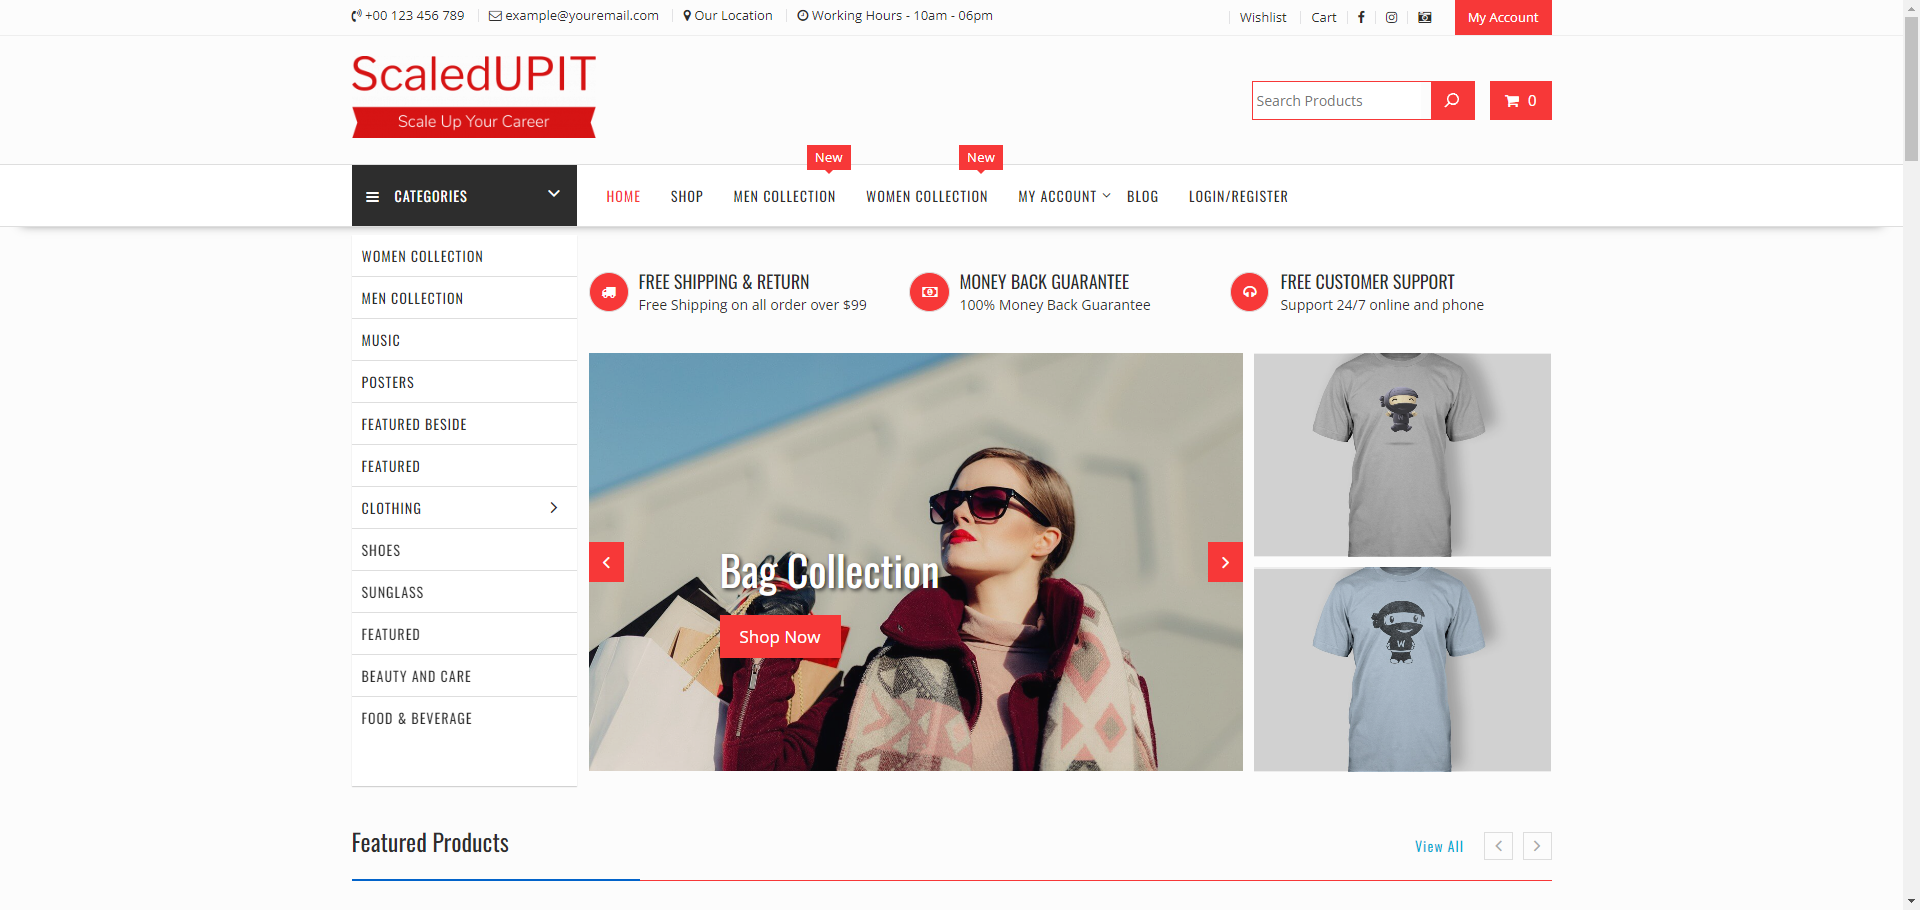 +00 123 456 789 example@youremail.com Our Location Working Hours - 10am - 06pm Wishlist Cart My Account
ScaledUPIT
Scale Up Your Career
Search Products 0
New New
CATEGORIES HOME SHOP MEN COLLECTION WOMEN COLLECTION MY ACCOUNT BLOG LOGIN/REGISTER
WOMEN COLLECTION
MEN COLLECTION
MUSIC
POSTERS
FEATURED BESIDE
FEATURED
CLOTHING
SHOES
SUNGLASS
FEATURED
BEAUTY AND CARE
FOOD & BEVERAGE
FREE SHIPPING & RETURN
Free Shipping on all order over $99
MONEY BACK GUARANTEE
100% Money Back Guarantee
FREE CUSTOMER SUPPORT
Support 24/7 online and phone
Bag Collection
Shop Now
W
Featured Products View All